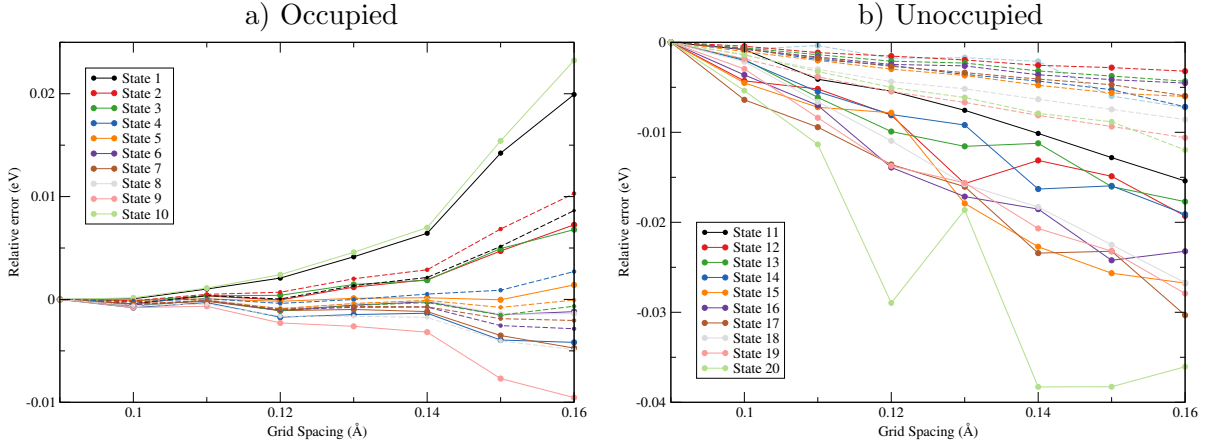 a) Occupied
Relative error (eV)
0.02
0.01
0
-0.01
State 1
State 2
State 3
State 4
State 5
State 6
State 7
State 8
State 9
State 10
0.1
0.12
0.14
0.16
Grid Spacing (Å)
b) Unoccupied
Relative error (eV)
0
-0.01
-0.02
-0.03
-0.04
State 11
State 12
State 13
State 14
State 15
State 16
State 17
State 18
State 19
State 20
0.1
0.12
0.14
0.16
Grid Spacing (Å)